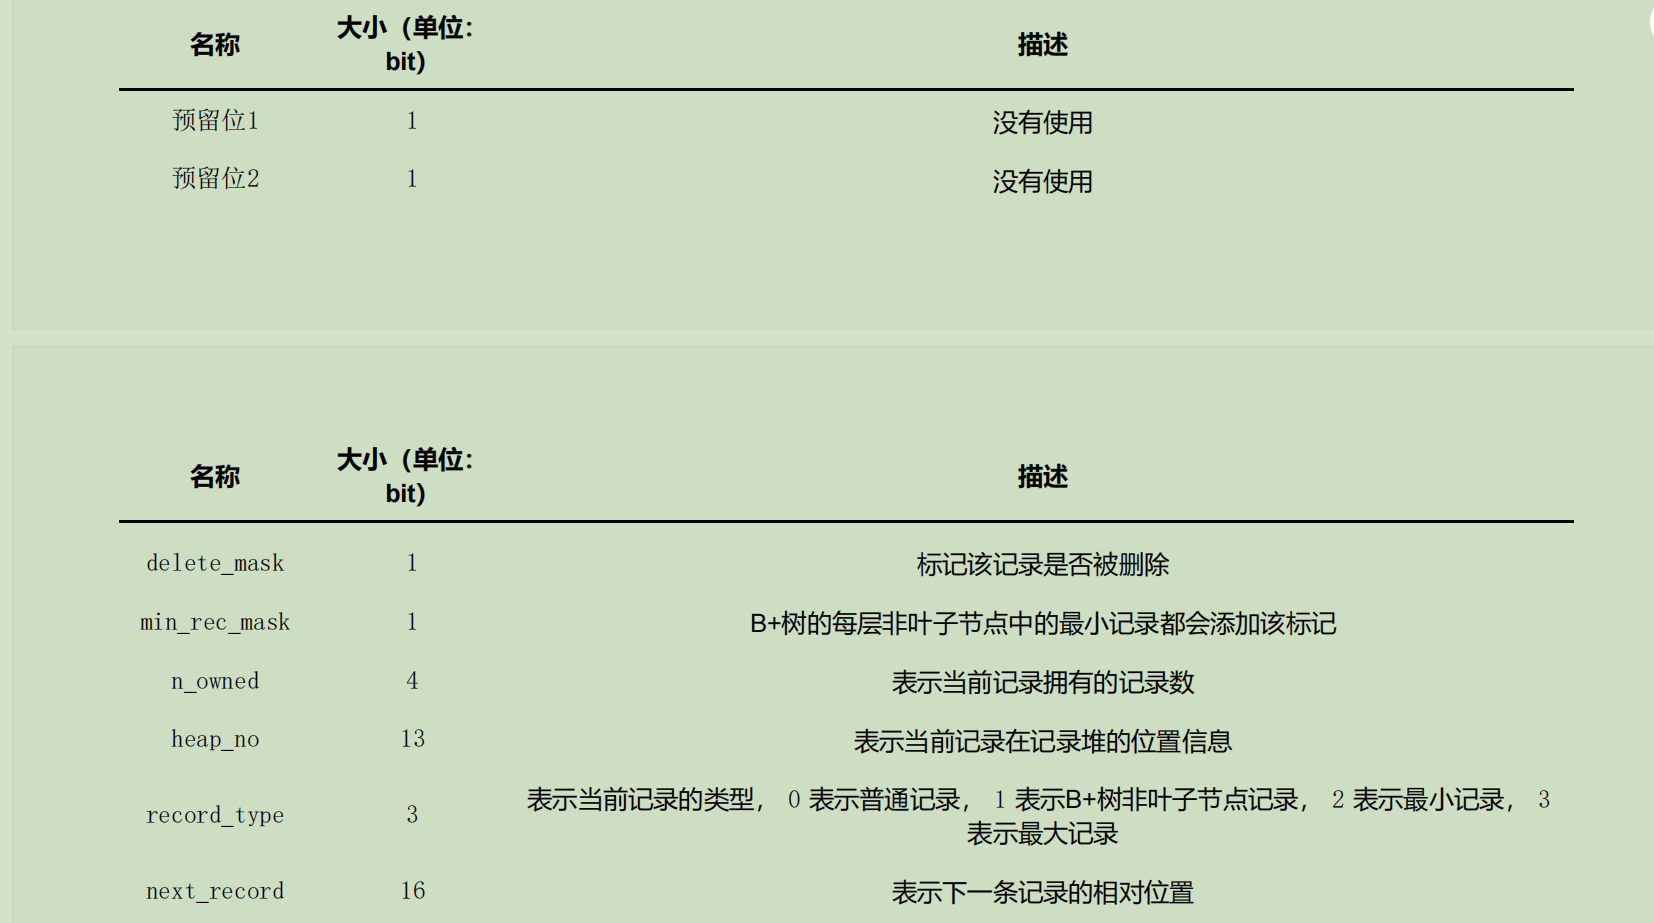 名称 大小（单位：bit） 描述
预留位1 1 没有使用
预留位2 1 没有使用
名称 大小（单位：bit） 描述
delete_mask 1 标记该记录是否被删除
min_rec_mask 1 B+树的每层非叶子节点中的最小记录都会添加该标记
n_owned 4 表示当前记录拥有的记录数
heap_no 13 表示当前记录在记录堆的位置信息
record_type 3 表示当前记录的类型， 0 表示普通记录， 1 表示B+树非叶子节点记录， 2 表示最小记录， 3
表示最大记录
next_record 16 表示下一条记录的相对位置